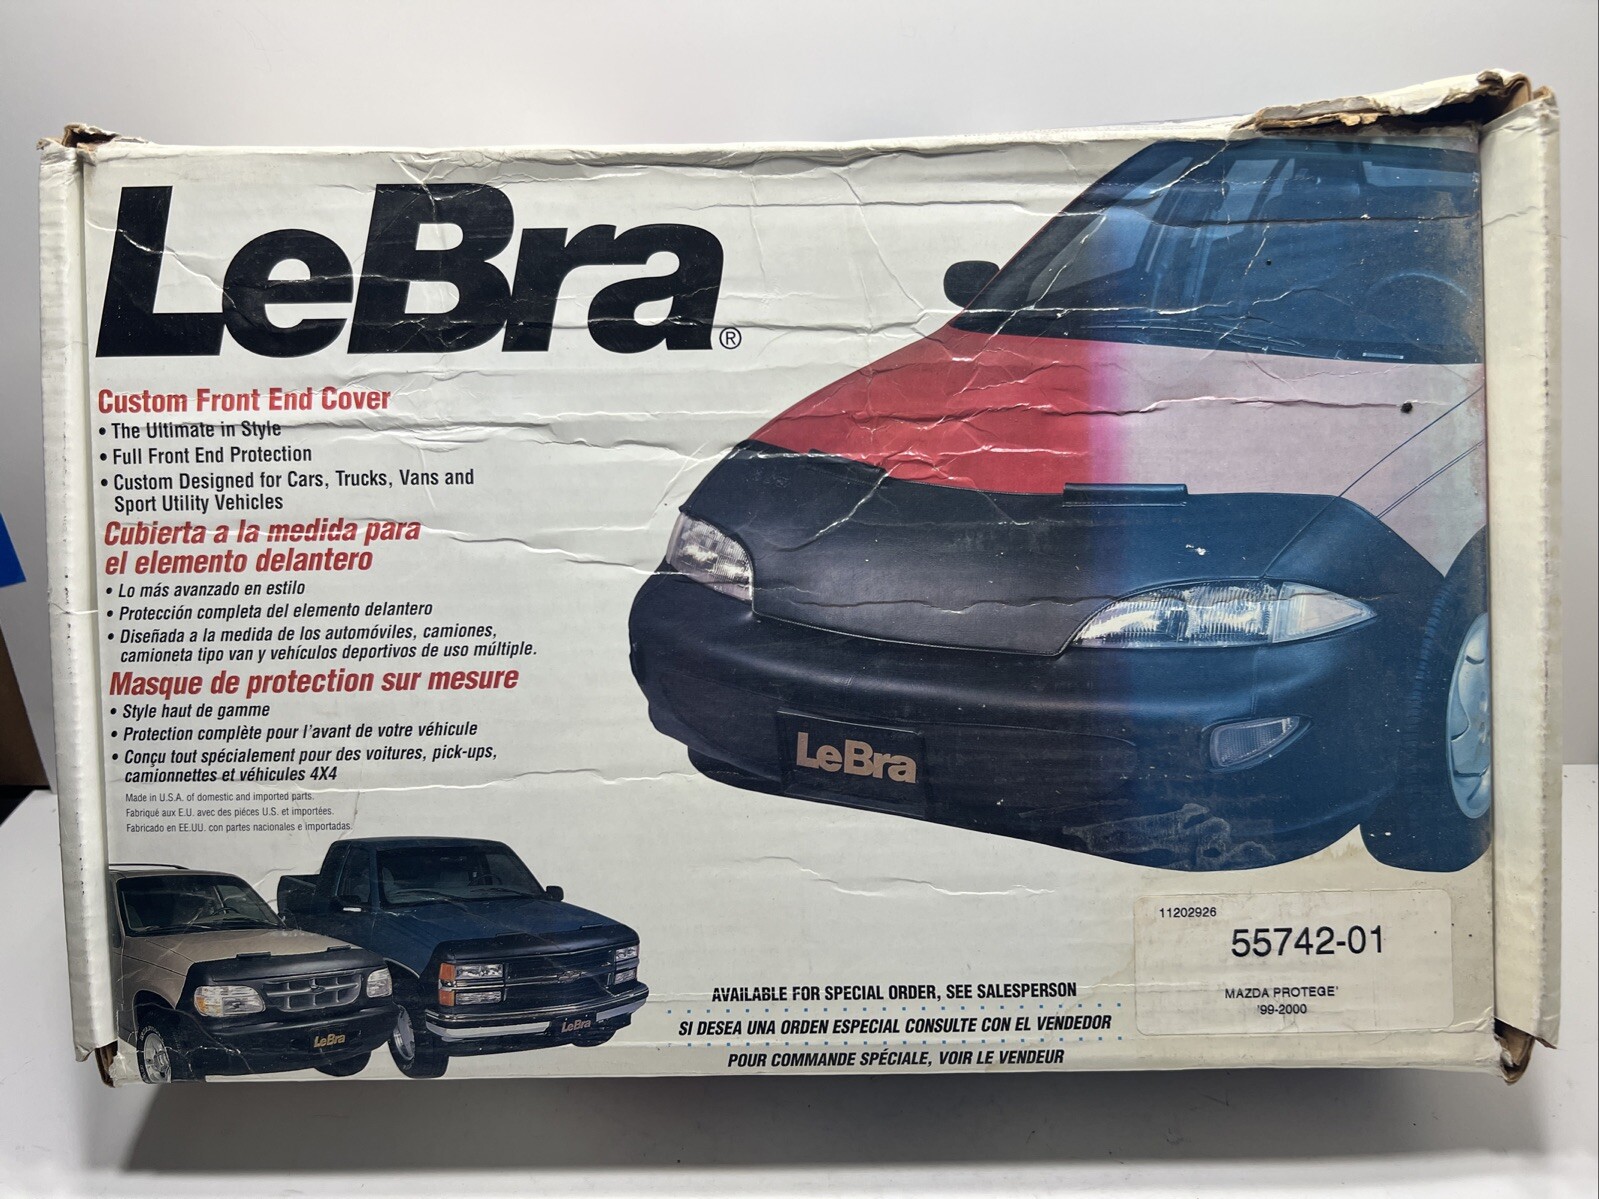 LeBra®
Custom Front End Cover
• The Ultimate in Style
• Full Front End Protection
• Custom Designed for Cars, Trucks, Vans and
Sport Utility Vehicles
Cubierta a la medida para
el elemento delantero
• Lo más avanzado en estilo
• Protección completa del elemento delantero
• Diseñada a la medida de los automóviles, camiones,
camioneta tipo van y vehículos deportivos de uso múltiple.
Masque de protection sur mesure
• Style haut de gamme
• Protection complète pour l'avant de votre véhicule
• Conçu tout spécialement pour des voitures, pick-ups,
camionnettes et véhicules 4X4
Made in U.S.A. of domestic and imported parts.
Fabriqué aux E.U. avec des piéces U.S. et importées.
Fabricado en EE.UU. con partes nacionales e importadas.
LeBra
LeBra
LeBra
AVAILABLE FOR SPECIAL ORDER, SEE SALESPERSON
SI DESEA UNA ORDEN ESPECIAL CONSULTE CON EL VENDEDOR
POUR COMMANDE SPÉCIALE, VOIR LE VENDEUR
11202926
55742-01
MAZDA PROTEGE'
'99-2000